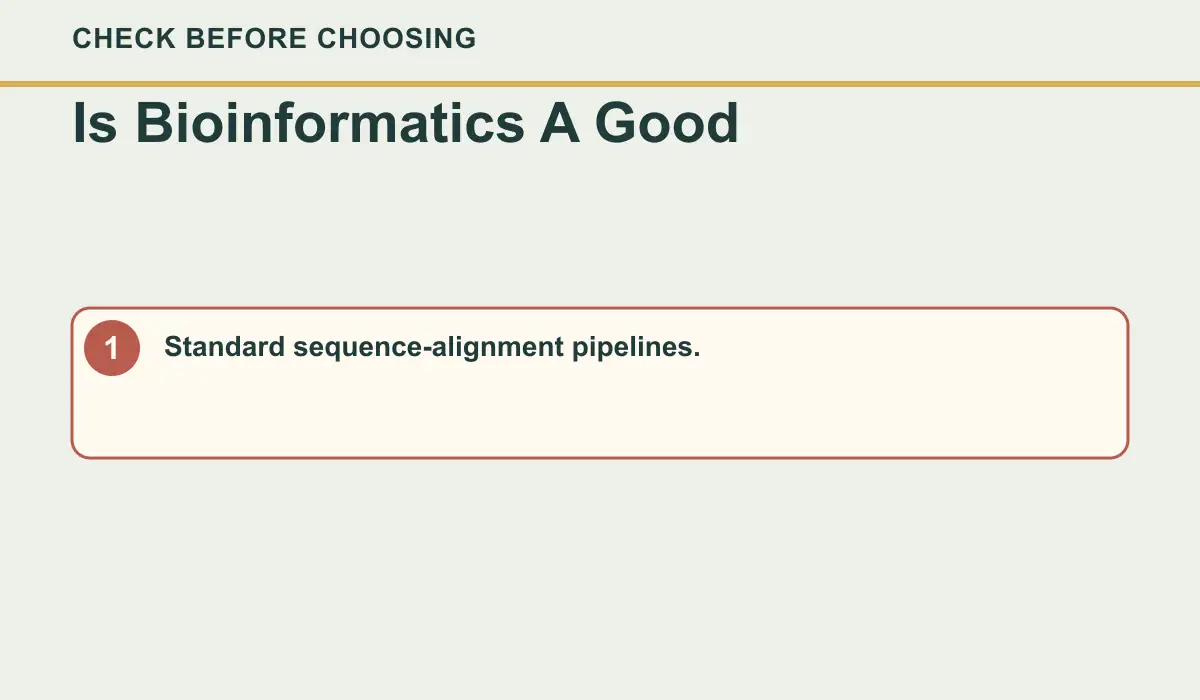 CHECK BEFORE CHOOSING
Is Bioinformatics A Good
1 Standard sequence-alignment pipelines.